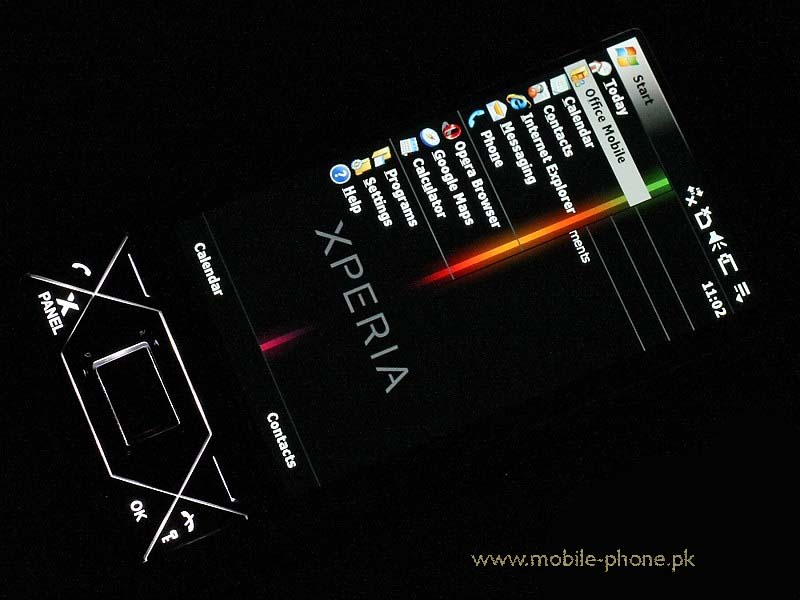 Start
11:02
Today
Office Mobile
Calendar
Contacts
Internet Explorer
Messaging
Phone
Opera Browser
Google Maps
Calculator
Programs
Settings
Help
ments
XPERIA
Calendar
Contacts
X
PANEL
OK
www.mobile-phone.pk